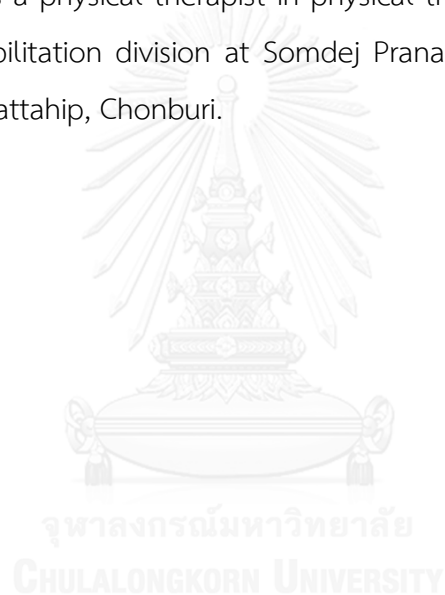 s a physical therapist in physical t
bilitation division at Somdej Prana
attahip, Chonburi.
จุฬาลงกรณ์มหาวิทยาลัย
CHULALONGKORN UNIVERSITY